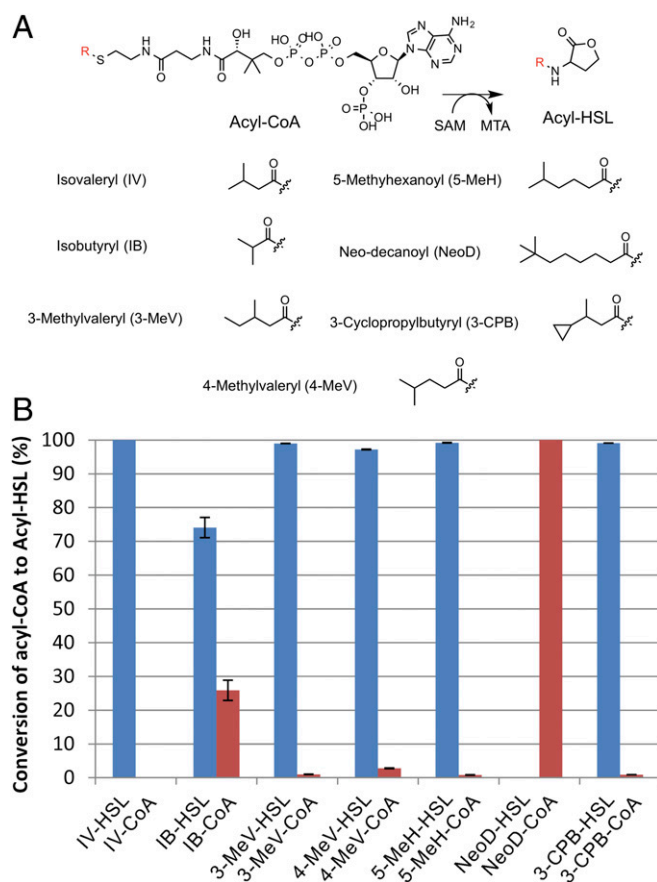 A
R
S
N
H
O
N
H
O
OH
O
P
OH
O
O
P
OH
O
O
O
N
N
N
N
NH2
O
OH
O=P-OH
OH
Acyl-CoA
SAM
MTA
R
N
H
O
O
Acyl-HSL
Isovaleryl (IV)
O
5-Methyhexanoyl (5-MeH)
O
Isobutyryl (IB)
O
Neo-decanoyl (NeoD)
O
3-Methylvaleryl (3-MeV)
O
3-Cyclopropylbutyryl (3-CPB)
O
4-Methylvaleryl (4-MeV)
O
B
Conversion of acyl-CoA to Acyl-HSL (%)
100
90
80
70
60
50
40
30
20
10
0
IV-HSL
IV-CoA
IB-HSL
IB-CoA
3-MeV-HSL
3-MeV-CoA
4-MeV-HSL
4-MeV-CoA
5-MeH-HSL
5-MeH-CoA
NeoD-HSL
NeoD-CoA
3-CPB-HSL
3-CPB-CoA